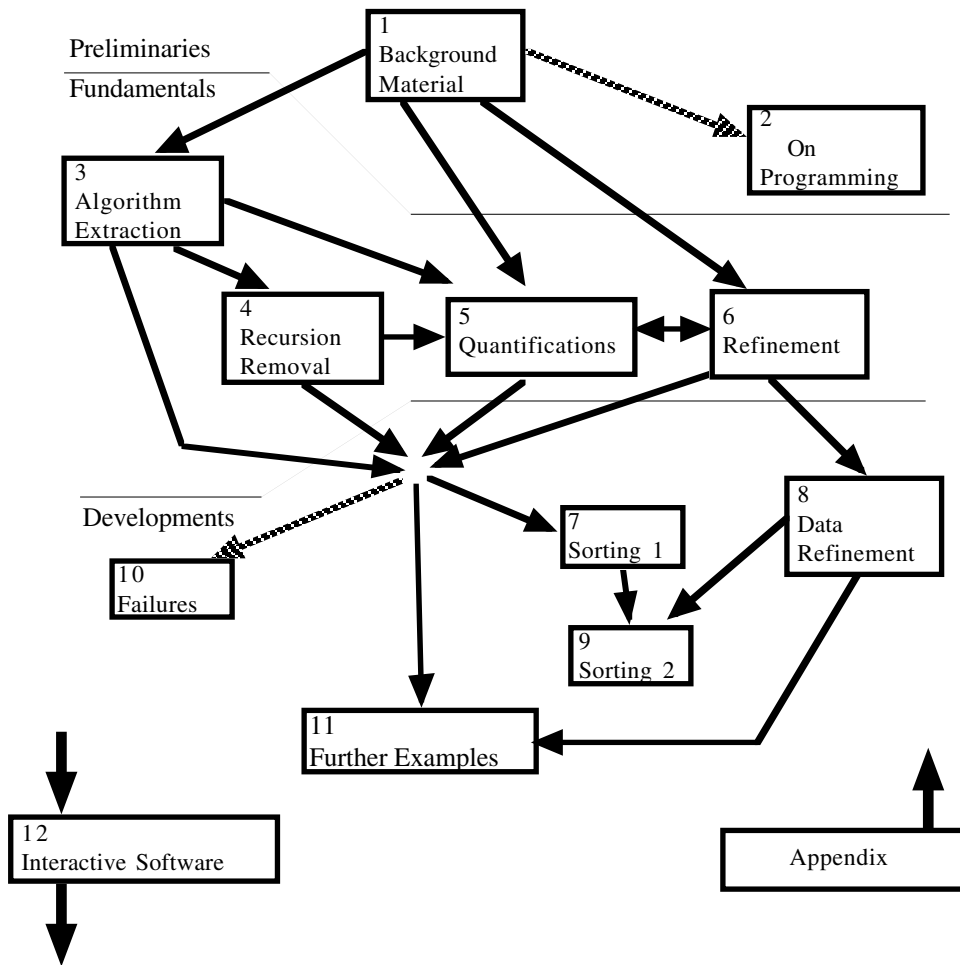 1
Background
Material
Preliminaries
Fundamentals
2
On
Programming
3
Algorithm
Extraction
4
Recursion
Removal
5
Quantifications
6
Refinement
Developments
7
Sorting 1
8
Data
Refinement
10
Failures
9
Sorting 2
11
Further Examples
12
Interactive Software
Appendix